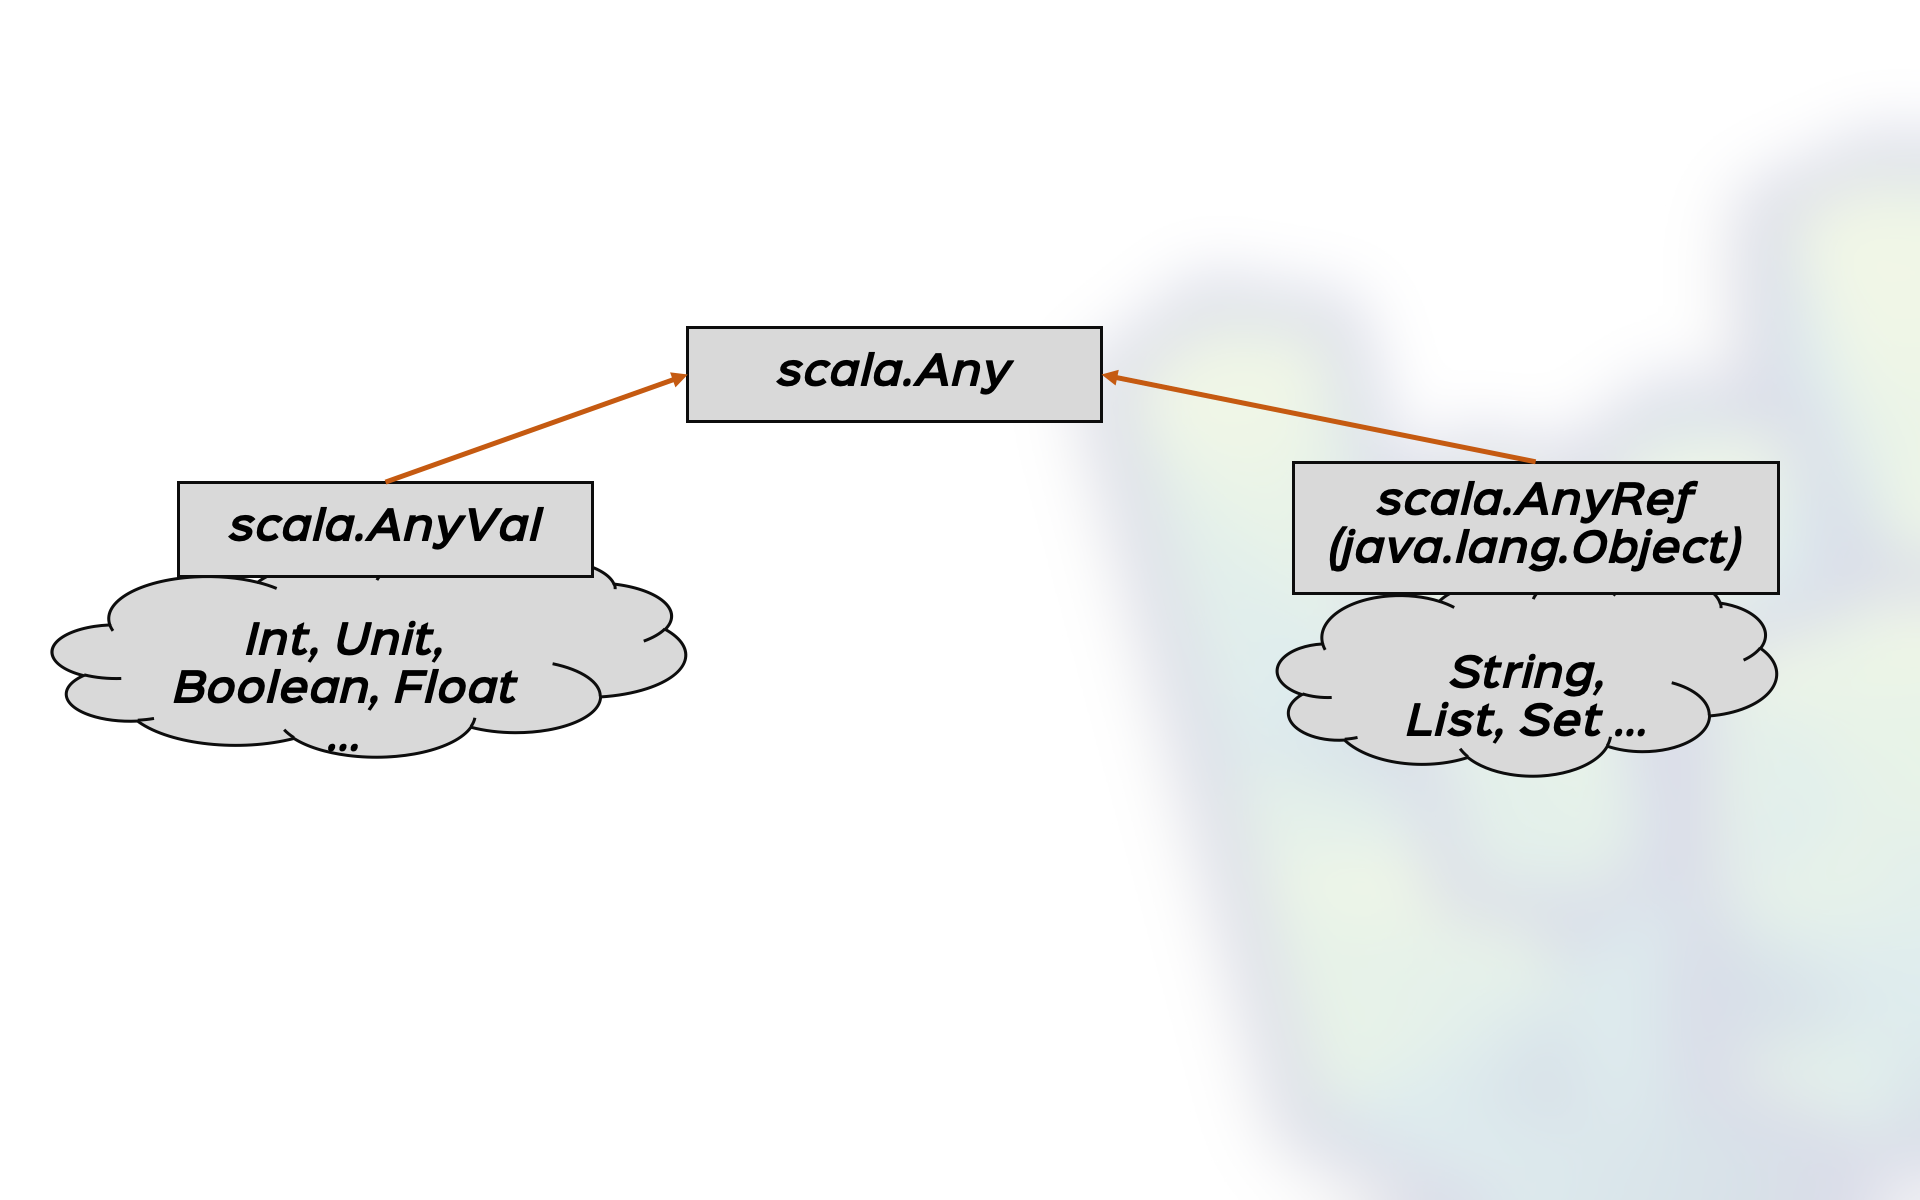 scala.Any
scala.AnyVal
scala.AnyRef
(java.lang.Object)
Int, Unit,
Boolean, Float
...
String,
List, Set ...